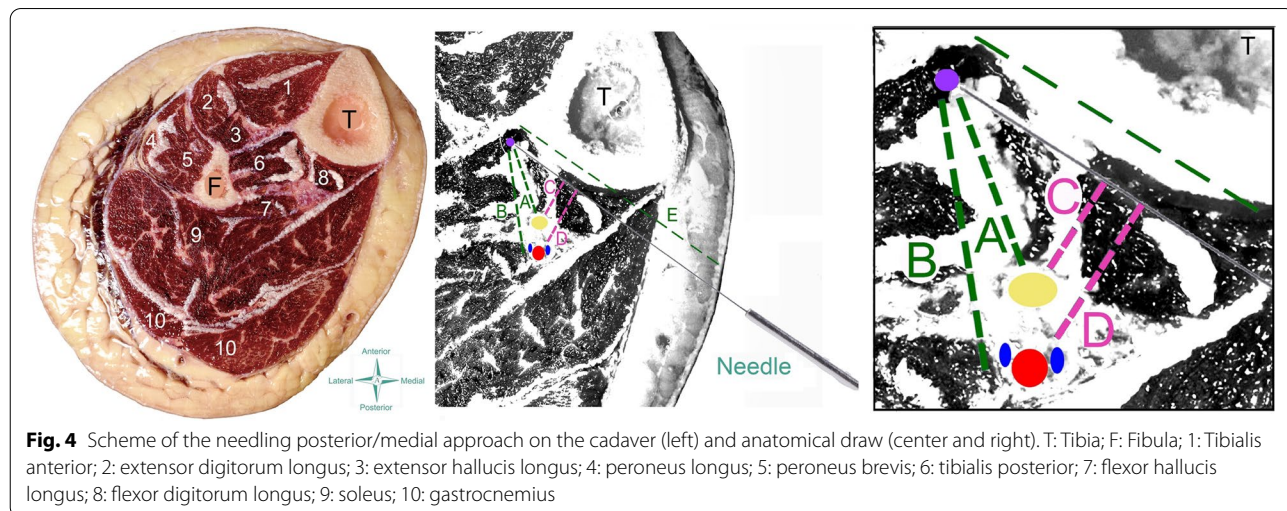 1
2
T
3
4
5
6
8
F
7
9
10
10
Anterior
Lateral A Medial
Posterior
T
C
A
B
E
D
Needle
T
C
A
B
D
Fig. 4 Scheme of the needling posterior/medial approach on the cadaver (left) and anatomical draw (center and right). T: Tibia; F: Fibula; 1: Tibialis
anterior; 2: extensor digitorum longus; 3: extensor hallucis longus; 4: peroneus longus; 5: peroneus brevis; 6: tibialis posterior; 7: flexor hallucis
longus; 8: flexor digitorum longus; 9: soleus; 10: gastrocnemius